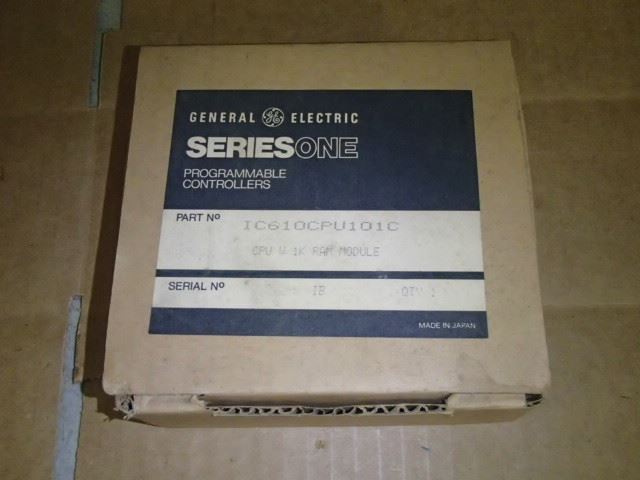 GENERAL GE ELECTRIC
SERIESONE
PROGRAMMABLE
CONTROLLERS
PART Nº IC610CPU101C
CPU W 1K RAM MODULE
SERIAL Nº IB QTY 1
MADE IN JAPAN